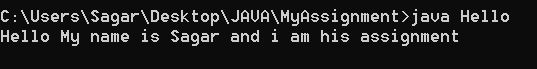 C:\Users\Sagar\Desktop\JAVA\MyAssignment>java Hello
Hello My name is Sagar and i am his assignment